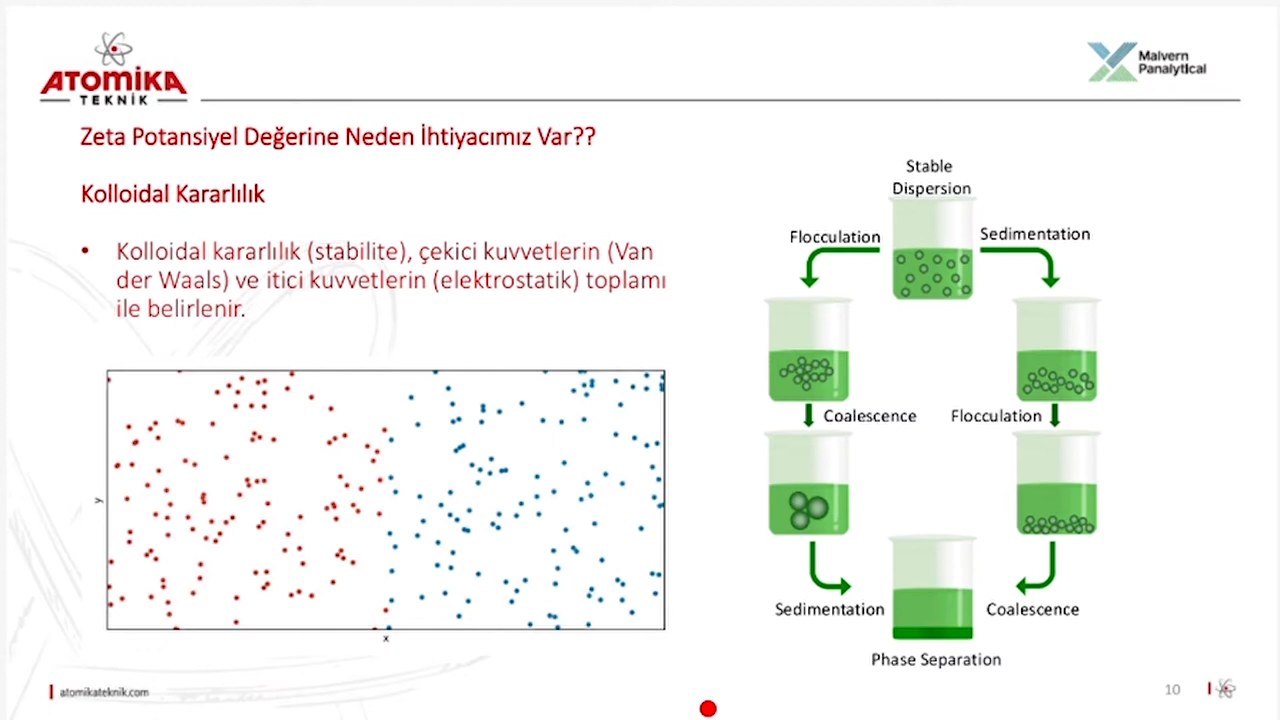 ATOMİKA
TEKNİK
Malvern
Panalytical
Zeta Potansiyel Değerine Neden İhtiyacımız Var??
Kolloidal Kararlılık
• Kolloidal kararlılık (stabilite), çekici kuvvetlerin (Van
der Waals) ve itici kuvvetlerin (elektrostatik) toplamı
ile belirlenir.
y
x
Stable
Dispersion
Flocculation
Sedimentation
Coalescence
Flocculation
Sedimentation
Coalescence
Phase Separation
atomikateknik.com
10